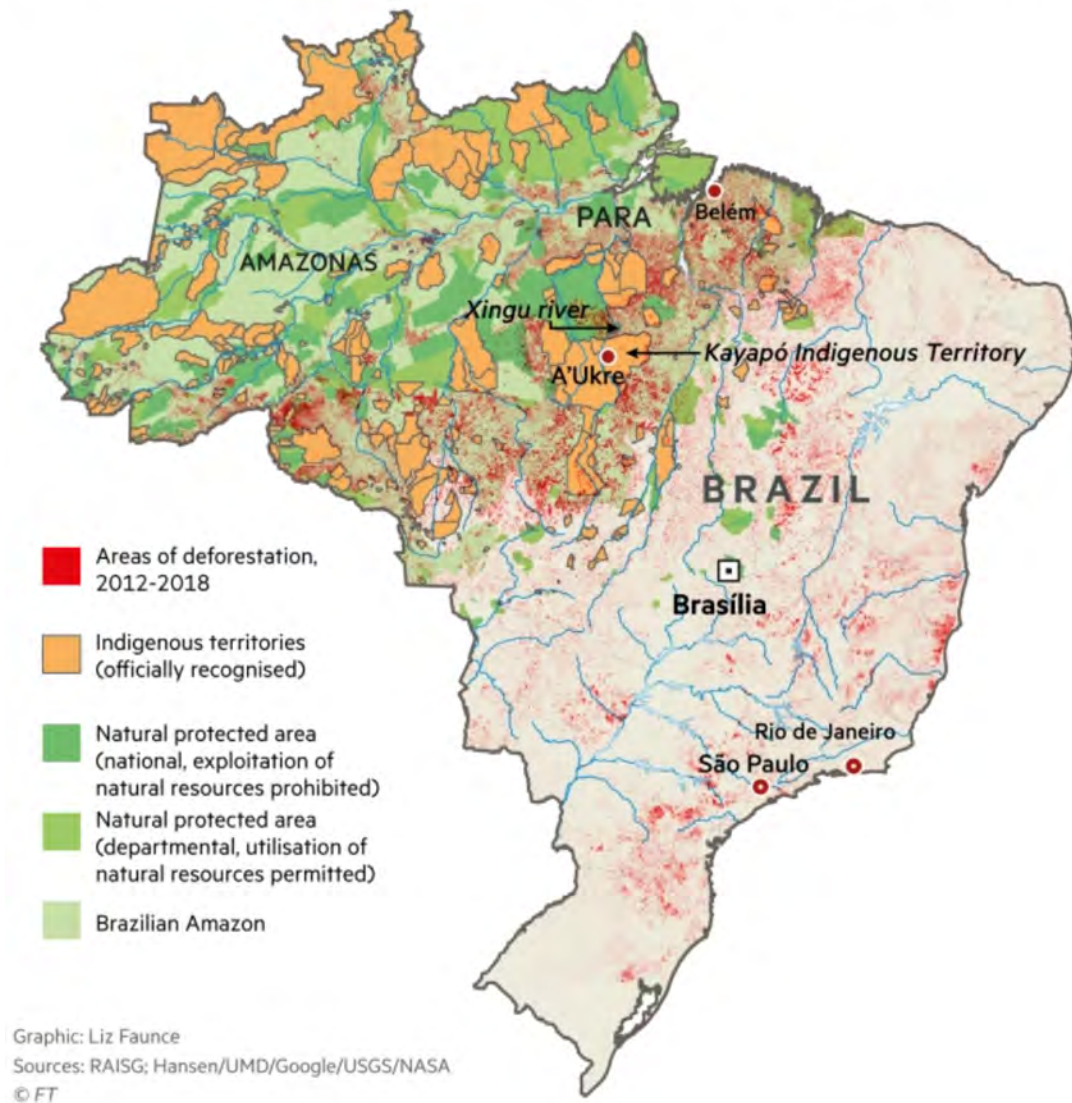 PARA
Belém
AMAZONAS
Xingu river
Kayapó Indigenous Territory
A'Ukre
BRAZIL
Brasília
Rio de Janeiro
São Paulo
Areas of deforestation,
2012-2018
Indigenous territories
(officially recognised)
Natural protected area
(national, exploitation of
natural resources prohibited)
Natural protected area
(departmental, utilisation of
natural resources permitted)
Brazilian Amazon
Graphic: Liz Faunce
Sources: RAISG; Hansen/UMD/Google/USGS/NASA
© FT